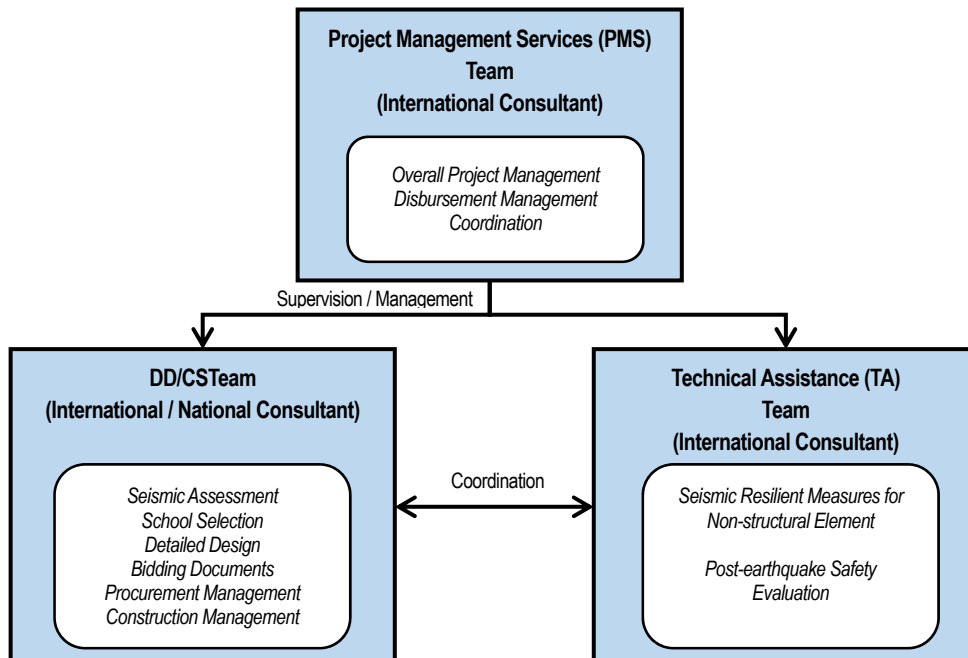 Project Management Services (PMS)
Team
(International Consultant)
Overall Project Management
Disbursement Management
Coordination
Supervision / Management
DD/CSTeam
(International / National Consultant)
Seismic Assessment
School Selection
Detailed Design
Bidding Documents
Procurement Management
Construction Management
Coordination
Technical Assistance (TA)
Team
(International Consultant)
Seismic Resilient Measures for
Non-structural Element
Post-earthquake Safety
Evaluation